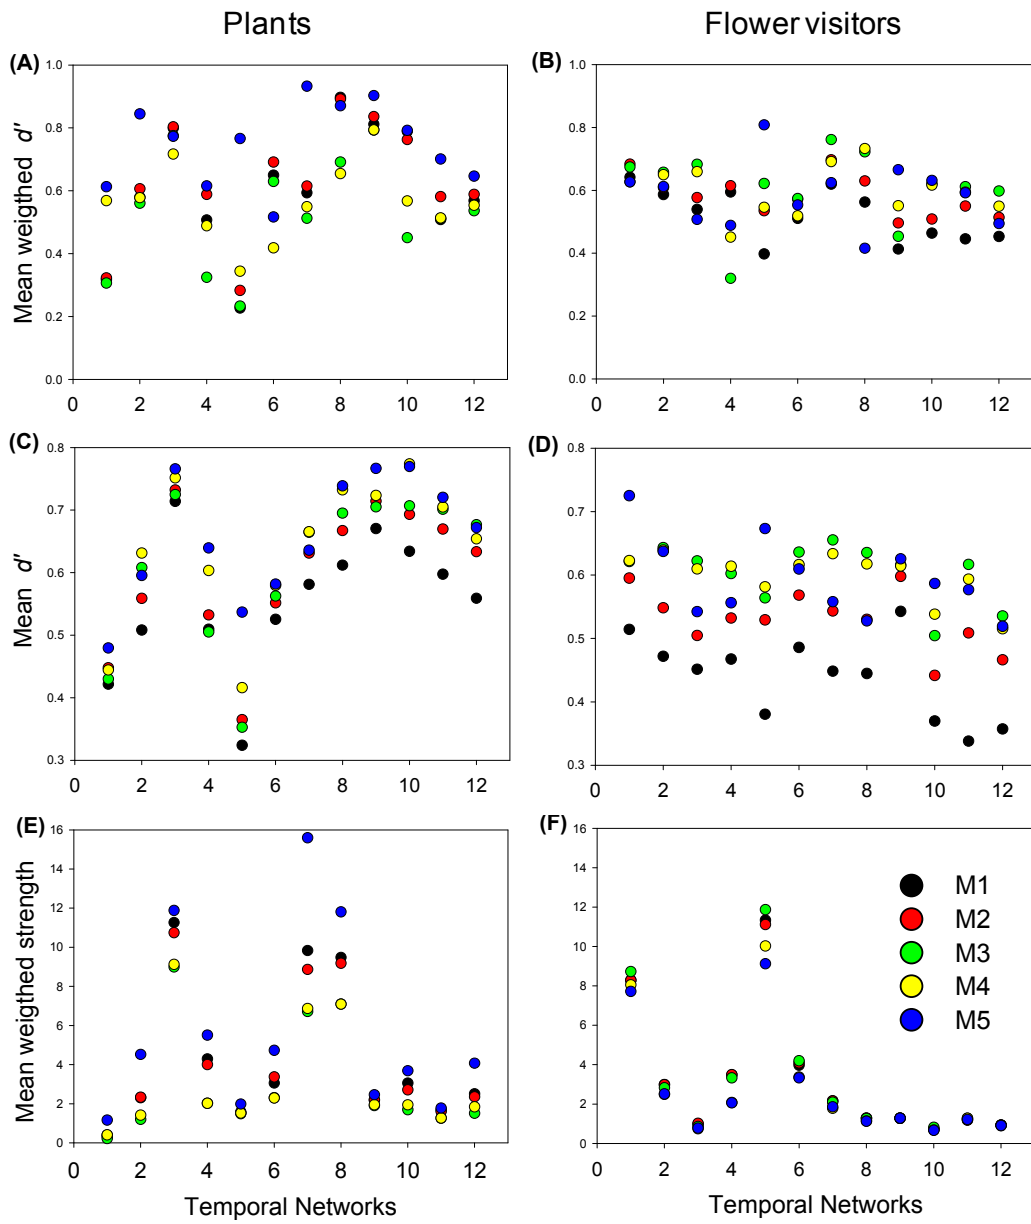 Plants Flower visitors
(A) (B)
Mean weigthed d'
1.0
0.8
0.6
0.4
0.2
0.0
0 2 4 6 8 10 12
1.0
0.8
0.6
0.4
0.2
0.0
0 2 4 6 8 10 12
(C) (D)
Mean d'
0.8
0.7
0.6
0.5
0.4
0.3
0 2 4 6 8 10 12
0.8
0.7
0.6
0.5
0.4
0.3
0 2 4 6 8 10 12
(E) (F)
Mean weigthed strength
16
14
12
10
8
6
4
2
0
0 2 4 6 8 10 12
Temporal Networks
16
14
12
10
8
6
4
2
0
M1
M2
M3
M4
M5
0 2 4 6 8 10 12
Temporal Networks